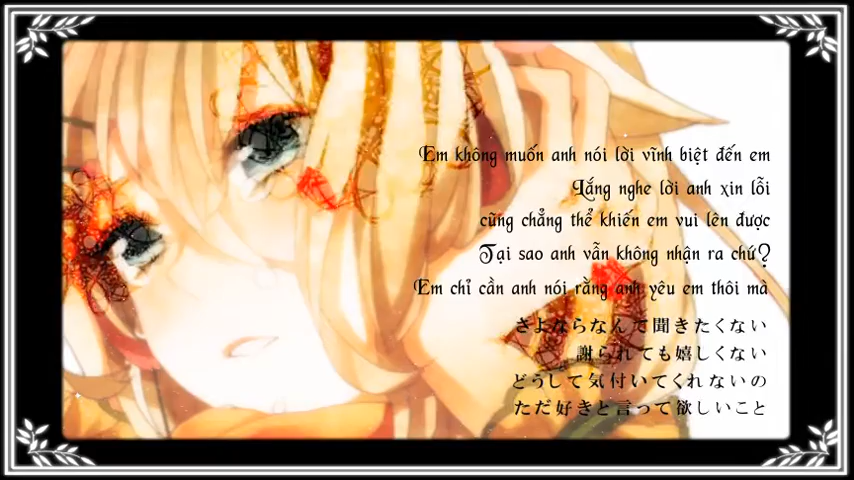 Em không muốn anh nói lời vĩnh biệt đến em
Lắng nghe lời anh xin lỗi
cũng chẳng thể khiến em vui lên được
Tại sao anh vẫn không nhận ra chứ?
Em chỉ cần anh nói rằng anh yêu em thôi mà
さよならなんて聞きたくない
謝られても嬉しくない
どうして気付いてくれないの
ただ好きと言って欲しいこと